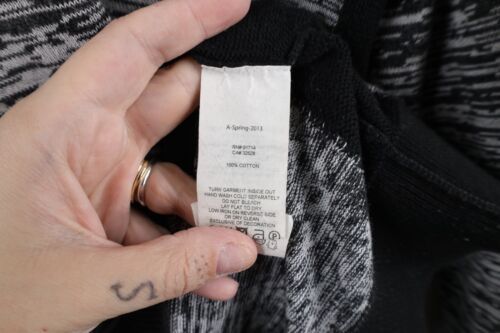 A-Spring-2013
RN# 91714
CA# 32629
100% COTTON
TURN GARMENT INSIDE OUT
HAND WASH COLD SEPARATELY
DO NOT BLEACH
LAY FLAT TO DRY
LOW IRON ON REVERSE SIDE
OR DRY CLEAN
EXCLUSIVE OF DECORATION